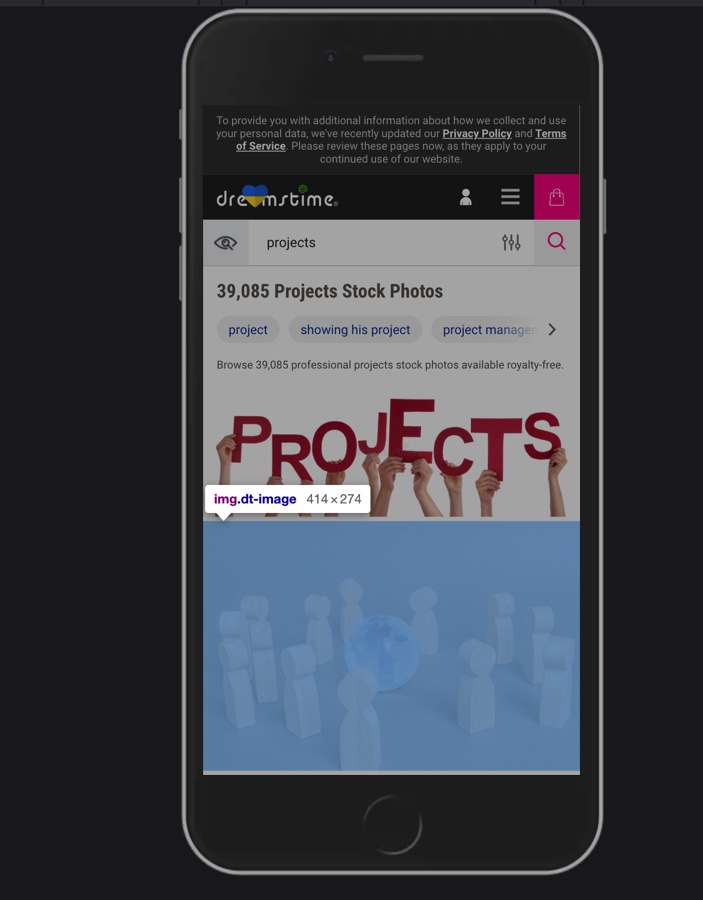 To provide you with additional information about how we collect and use
your personal data, we've recently updated our Privacy Policy and Terms
of Service. Please review these pages now, as they apply to your
continued use of our website.
dreamstime®
projects
39,085 Projects Stock Photos
project showing his project project manager
Browse 39,085 professional projects stock photos available royalty-free.
PROJECTS
img.dt-image 414×274